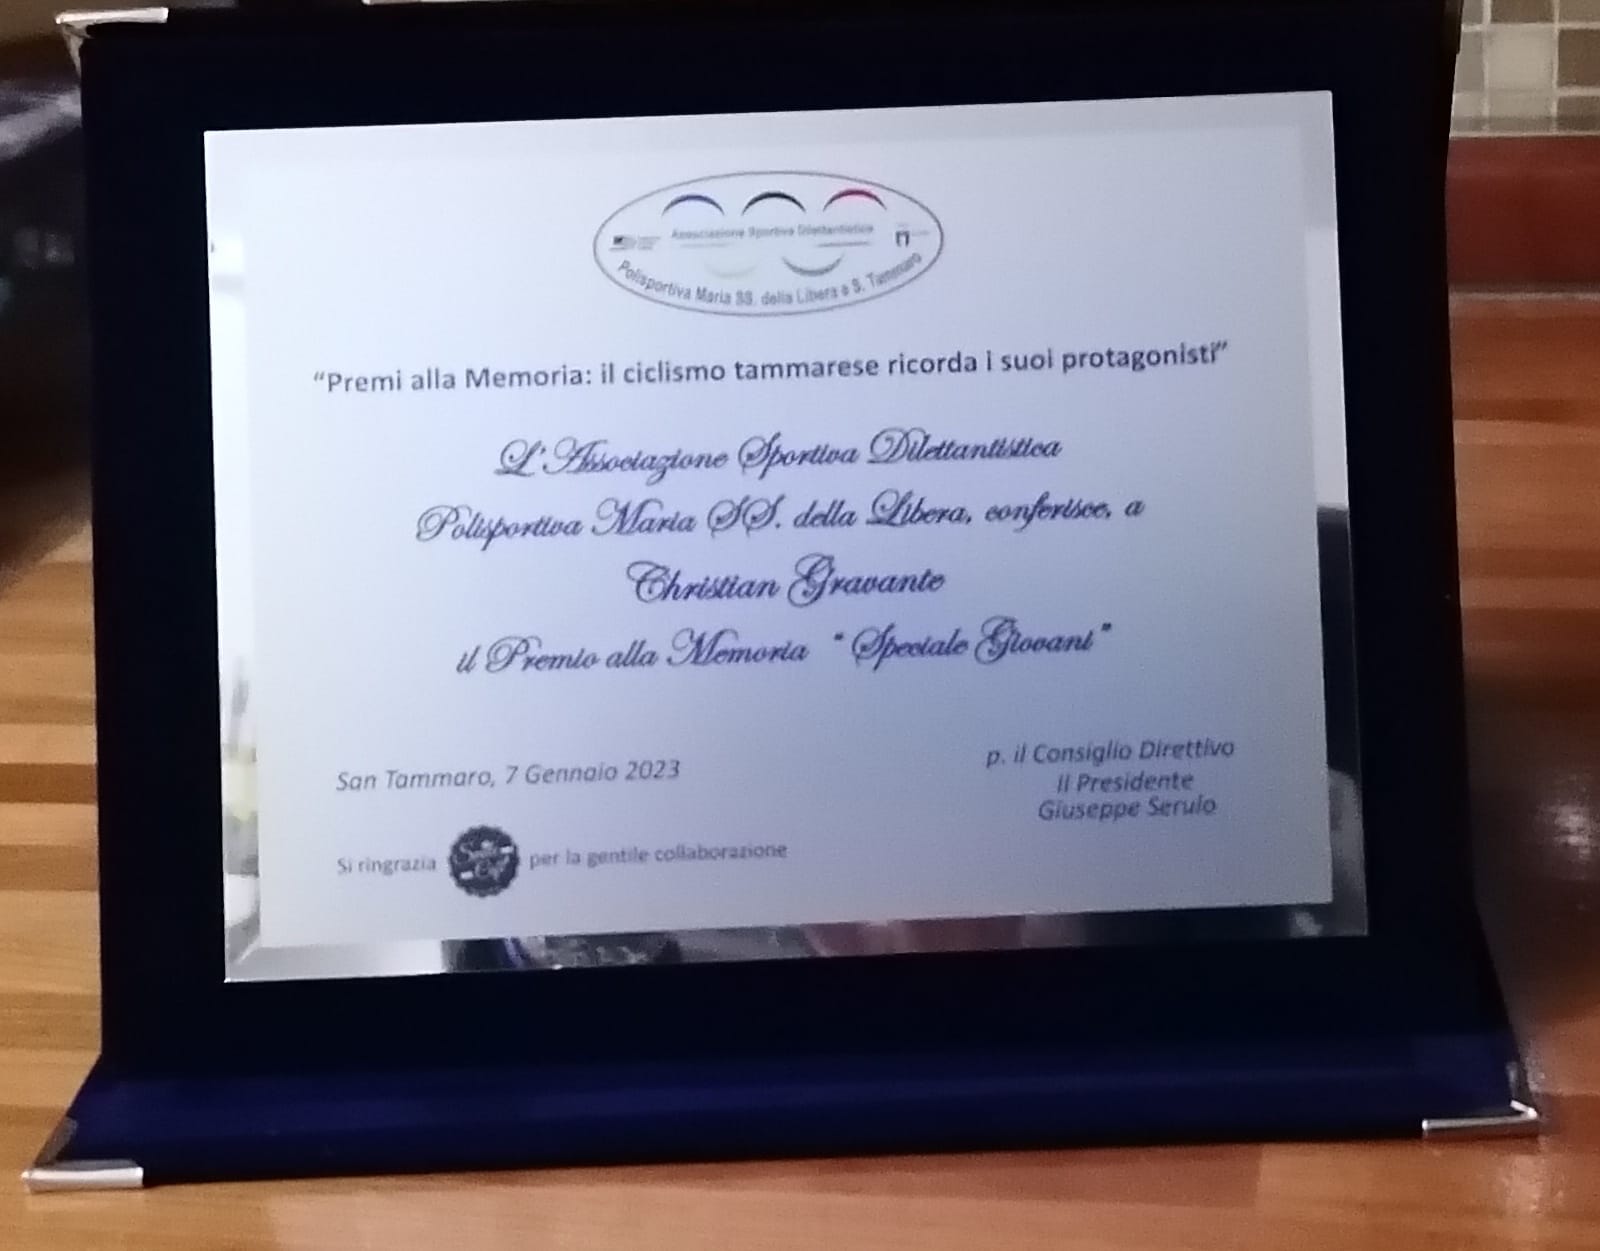 Associazione Sportiva Dilettantistica
Polisportiva Maria SS. della Libera e S. Tammaro
“Premi alla Memoria: il ciclismo tammarese ricorda i suoi protagonisti”
L'Associazione Sportiva Dilettantistica
Polisportiva Maria SS. della Libera, conferisce, a
Christian Gravante
il Premio alla Memoria “Speciale Giovani”
San Tammaro, 7 Gennaio 2023
p. il Consiglio Direttivo
Il Presidente
Giuseppe Serulo
Si ringrazia per la gentile collaborazione